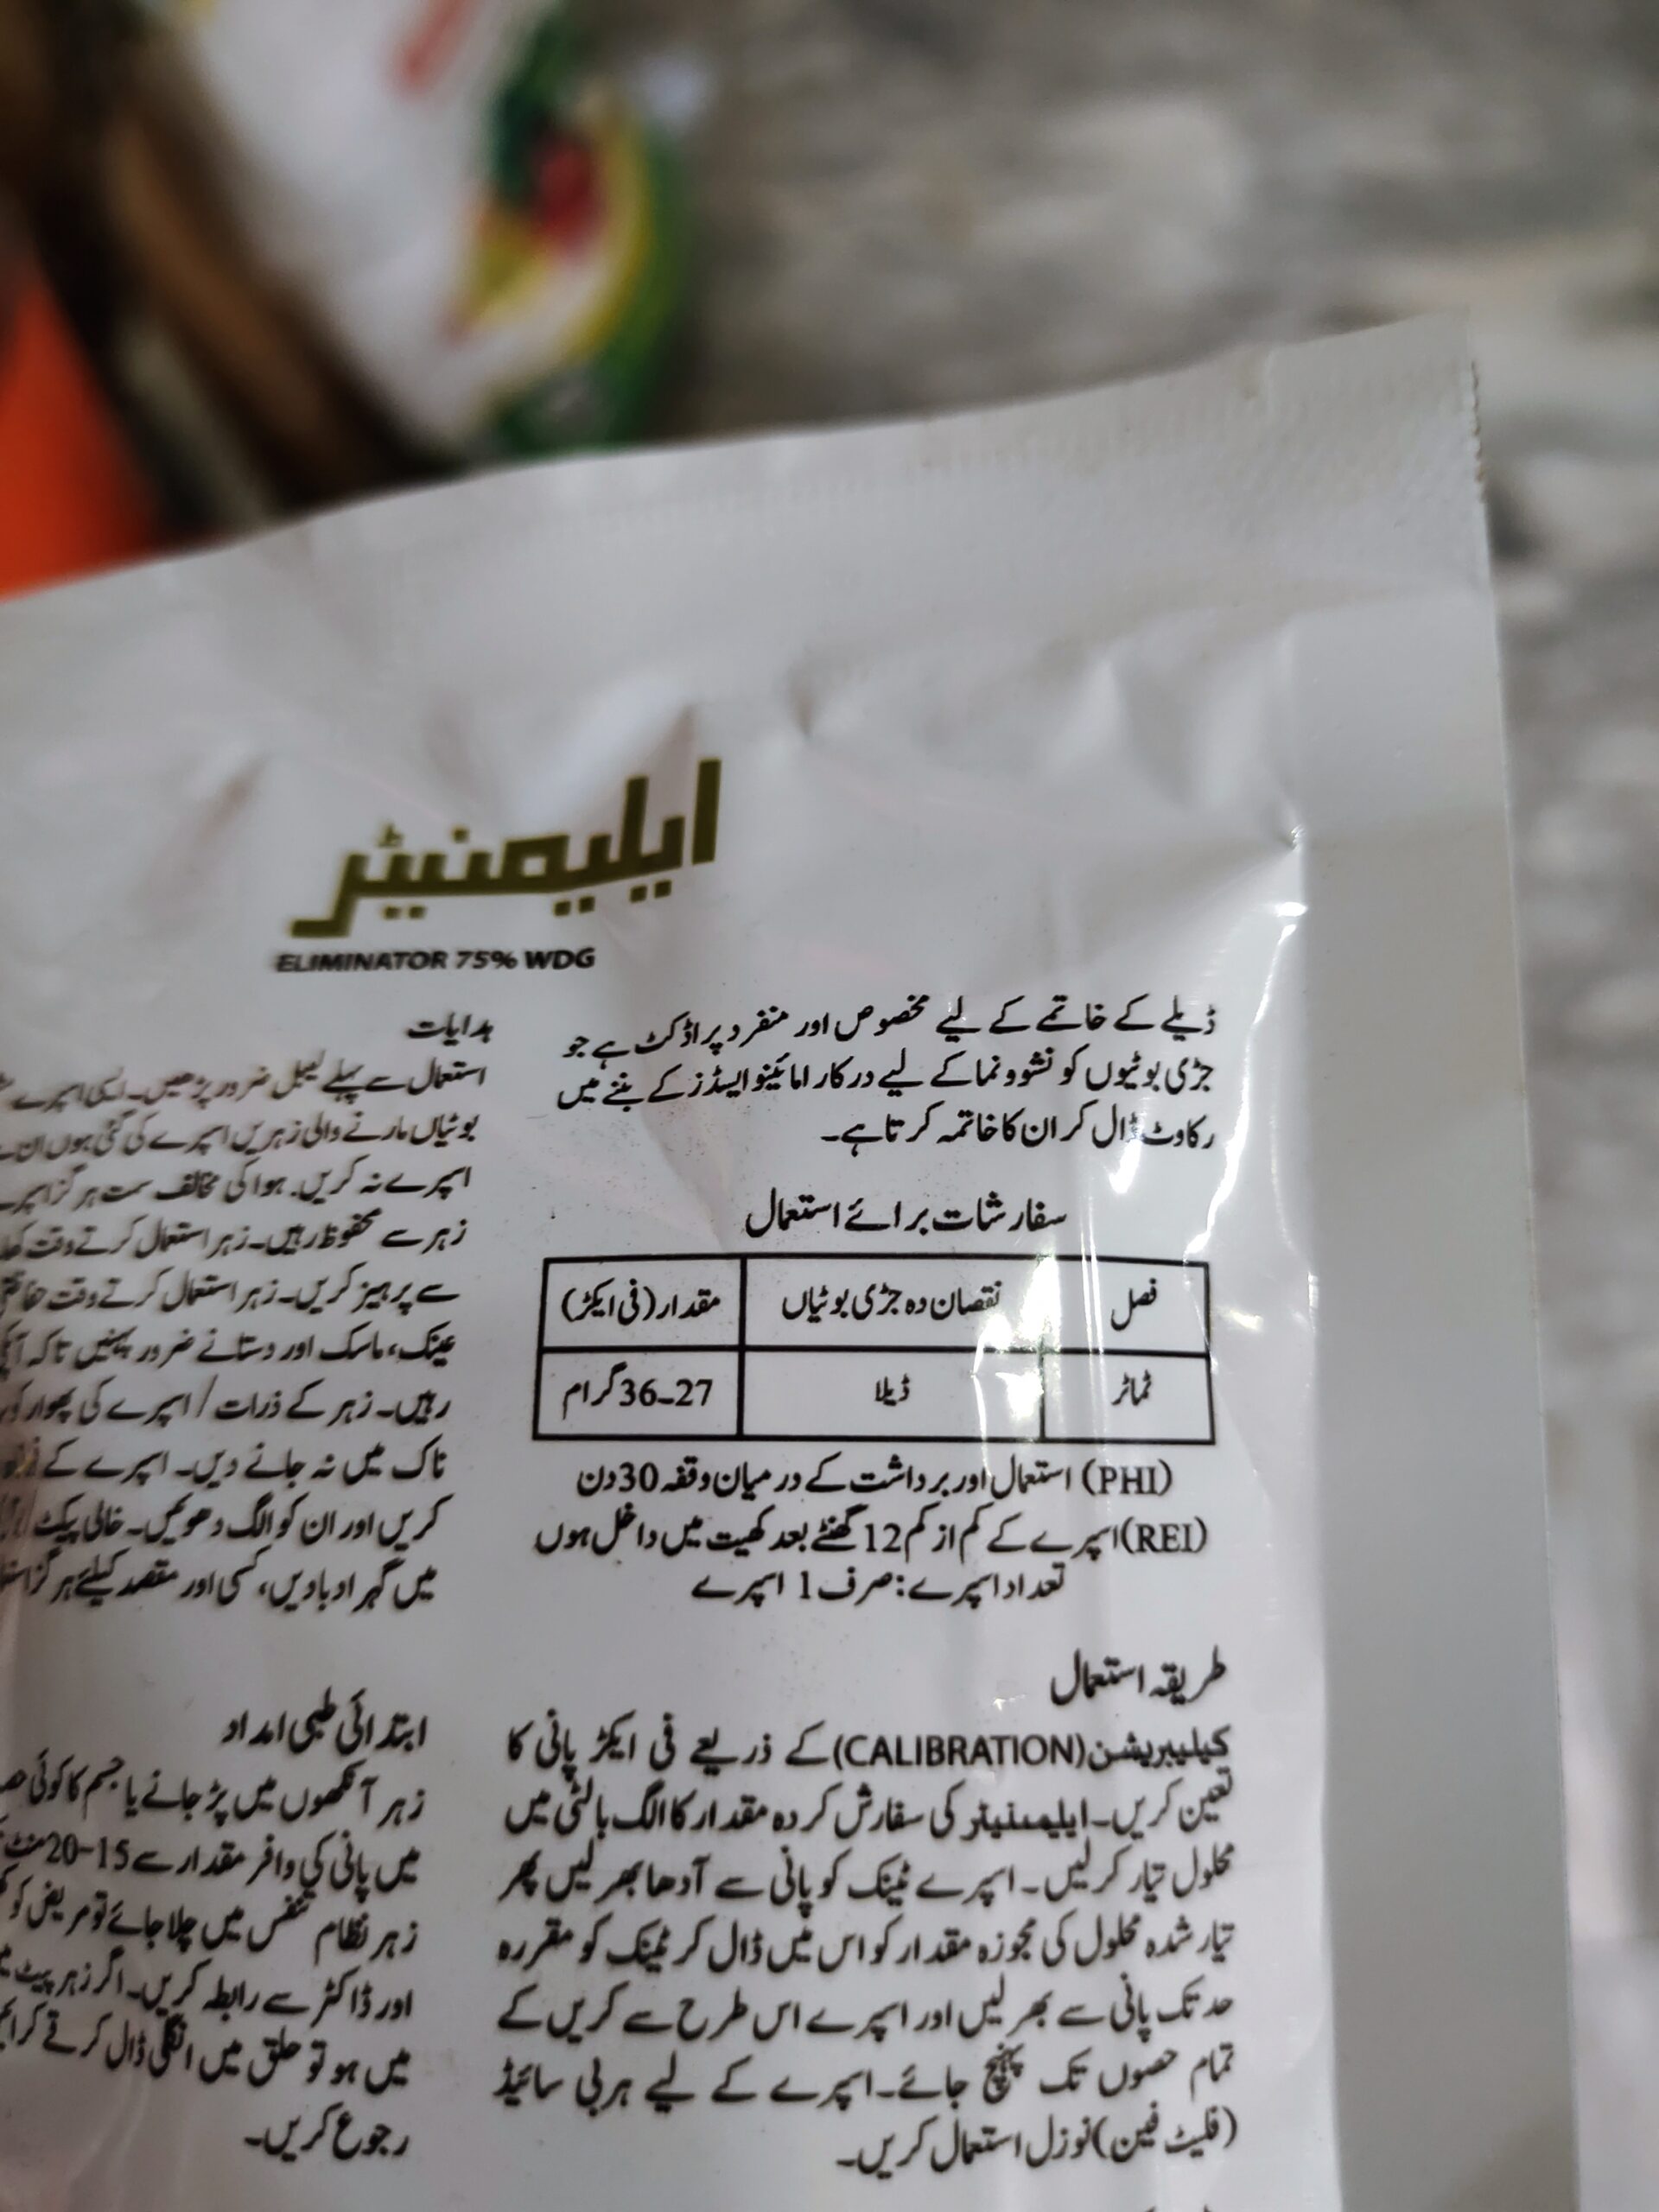 ایلیمنیٹر
ELIMINATOR 75% WDG
ڈیلے کے خاتمے کے لیے مخصوص اور منفرد پراڈکٹ ہے جو
جڑی بوٹیوں کو نشوونما کے لیے درکار امائینو ایسڈز کے بننے میں
رکاوٹ ڈال کر ان کا خاتمہ کرتا ہے۔
سفارشات برائے استعمال
فصل نقصان دہ جڑی بوٹیاں مقدار (فی ایکڑ)
ٹماٹر ڈیلا 27۔36 گرام
(PHI) استعمال اور برداشت کے درمیان وقفہ 30 دن
(REI) اسپرے کے کم از کم 12 گھنٹے بعد کھیت میں داخل ہوں
تعداد اسپرے: صرف 1 اسپرے
طریقہ استعمال
کیلیبریشن (CALIBRATION) کے ذریعے فی ایکڑ پانی کا
تعین کریں۔ ایلیمنیٹر کی سفارش کردہ مقدار کا الگ بالٹی میں
محلول تیار کرلیں۔ اسپرے ٹینک کو پانی سے آدھا بھر لیں پھر
تیار شدہ محلول کی مجوزہ مقدار کو اس میں ڈال کر ٹینک کو مقررہ
حد تک پانی سے بھر لیں اور اسپرے اس طرح سے کریں کے
تمام حصوں تک پہنچ جائے۔ اسپرے کے لیے ہربی سائیڈ
(فلیٹ فین) نوزل استعمال کریں۔
ہدایات
استعمال سے پہلے لیبل ضرور پڑھیں۔ ایسی اسپرے
بوٹیاں مارنے والی زہریں اسپرے کی گئی ہوں ان
اسپرے نہ کریں۔ ہوا کی مخالف سمت ہرگز اسپرے
زہر سے محفوظ رہیں۔ زہر استعمال کرتے وقت
سے پرہیز کریں۔ زہر استعمال کرتے وقت
عینک، ماسک اور دستانے ضرور پہنیں تاکہ
رہیں۔ زہر کے ذرات / اسپرے کی پھوار کو
ناک میں نہ جانے دیں۔ اسپرے کے
کریں اور ان کو الگ دھوئیں۔ خالی پیکٹ
میں گہرا دبا دیں، کسی اور مقصد کیلئے ہرگز
ابتدائی طبی امداد
زہر آنکھوں میں پڑ جانے یا جسم کا کوئی
میں پانی کی وافر مقدار سے 15-20 منٹ
زہر نظام تنفس میں چلا جائے تو مریض کو
اور ڈاکٹر سے رابطہ کریں۔ اگر زہر پیٹ
میں ہو تو حلق میں انگلی ڈال کر قے
رجوع کریں۔